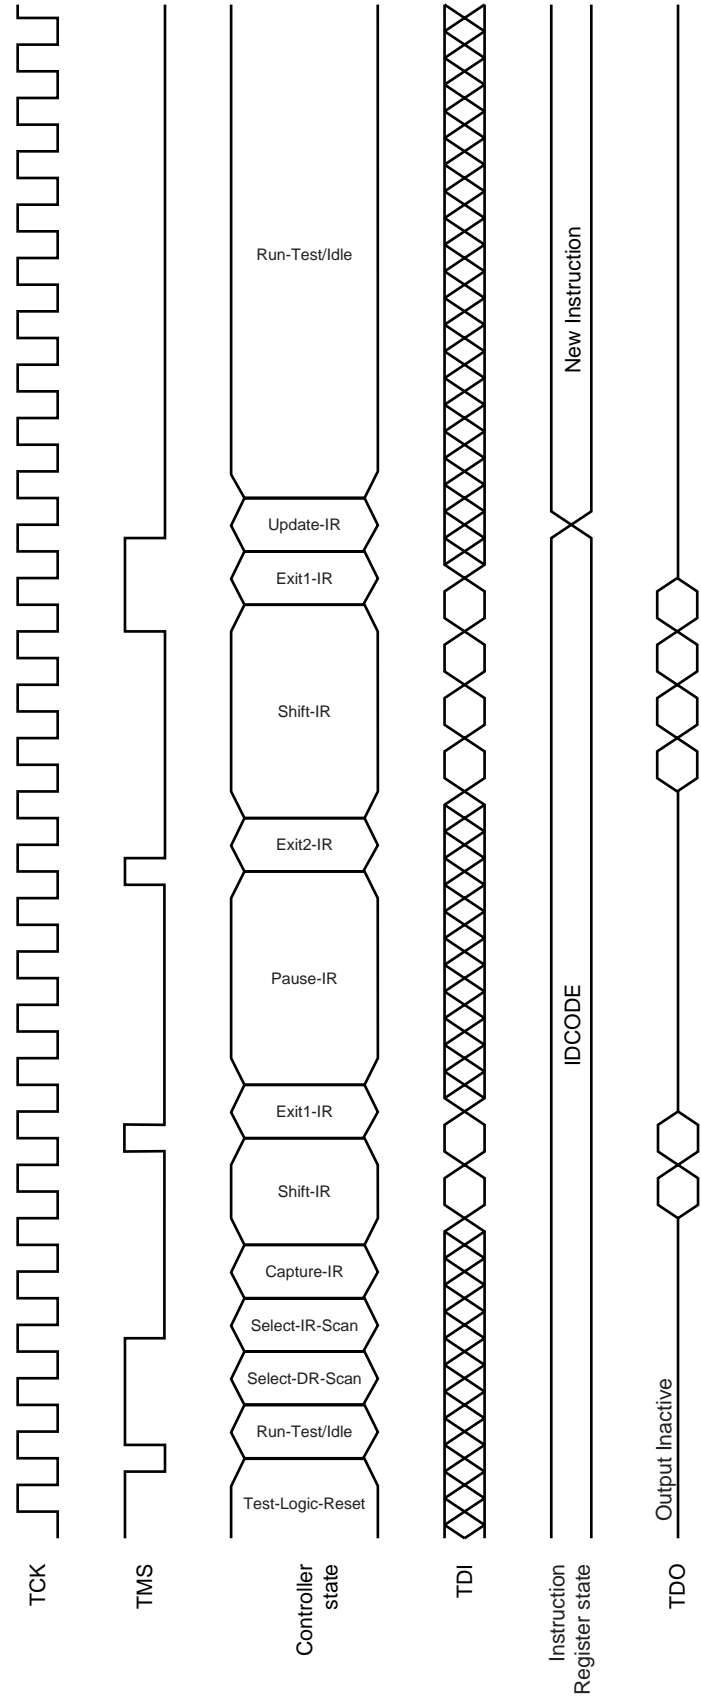 TCK
TMS
Controller
state
Test-Logic-Reset
Run-Test/Idle
Select-DR-Scan
Select-IR-Scan
Capture-IR
Shift-IR
Exit1-IR
Pause-IR
Exit2-IR
Shift-IR
Exit1-IR
Update-IR
Run-Test/Idle
TDI
Instruction
Register state
IDCODE
New Instruction
TDO
Output Inactive